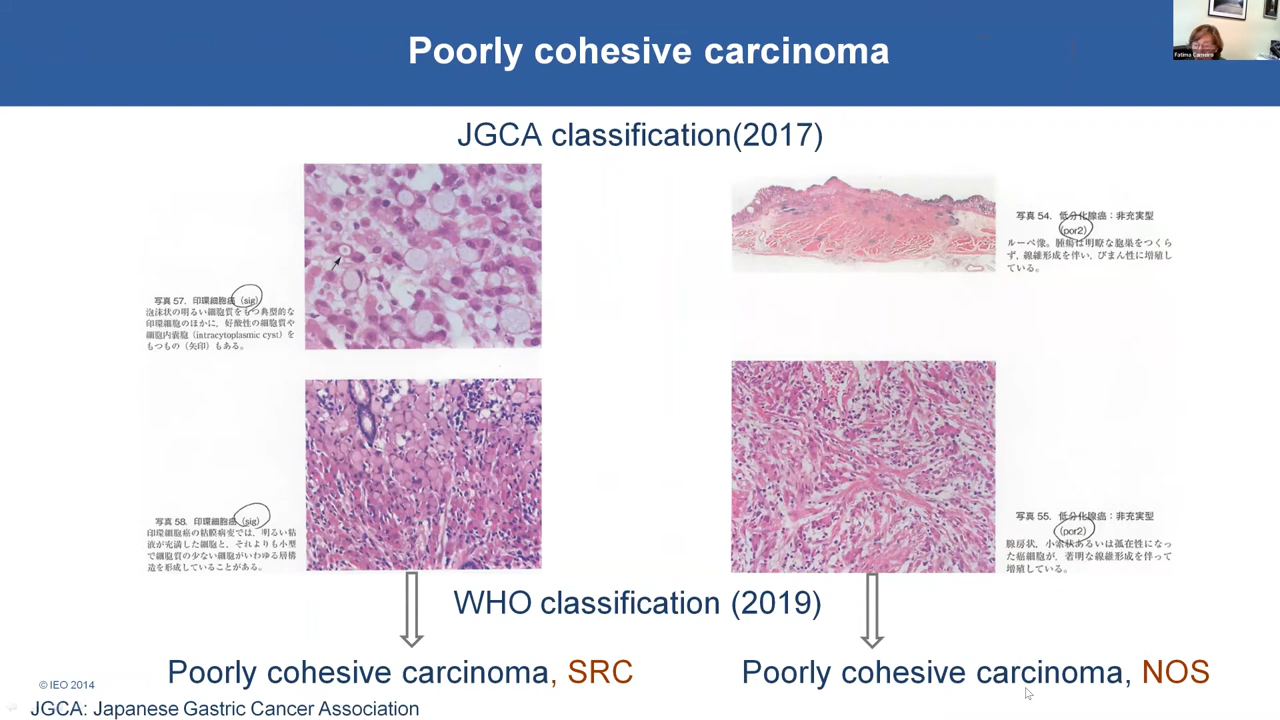 Poorly cohesive carcinoma
Fatima Carneiro
JGCA classification(2017)
写真 57. 印環細胞癌 (sig)
泡沫状の明るい細胞質をもつ典型的な
印環細胞のほかに, 好酸性の細胞質や
細胞内嚢胞 (intracytoplasmic cyst) を
もつもの (矢印) もある。
写真 54. 低分化腺癌:非充実型
(por2)
ルーペ像。腫瘍は明瞭な胞巣をつくら
ず, 線維形成を伴い, びまん性に増殖し
ている。
写真 58. 印環細胞癌 (sig)
印環細胞癌の粘膜病変では, 明るい粘
液が充満した細胞と, それよりも小型
で細胞質の少ない細胞がいわゆる層構
造を形成していることがある。
写真 55. 低分化腺癌:非充実型
(por2)
腺房状, 小索状あるいは孤在性になっ
た癌細胞が, 著明な線維形成を伴って
増殖している。
WHO classification (2019)
Poorly cohesive carcinoma, SRC
Poorly cohesive carcinoma, NOS
© IEO 2014
JGCA: Japanese Gastric Cancer Association